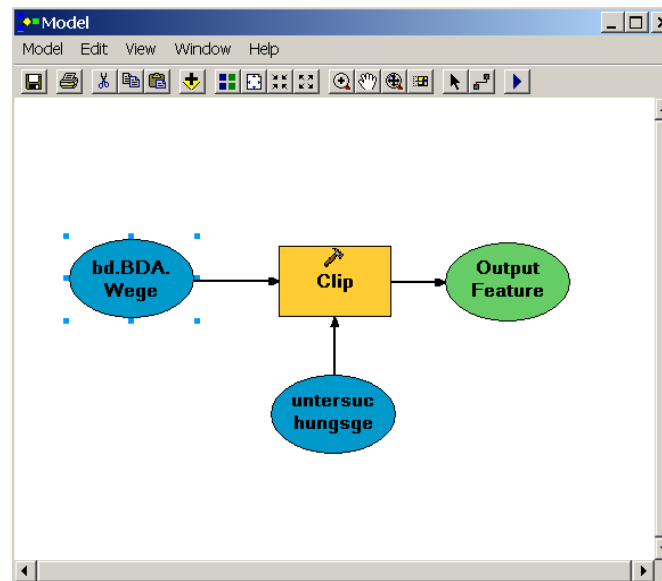 Model
Model Edit View Window Help
bd.BDA.
Wege
Clip
Output
Feature
untersuc
hungsge